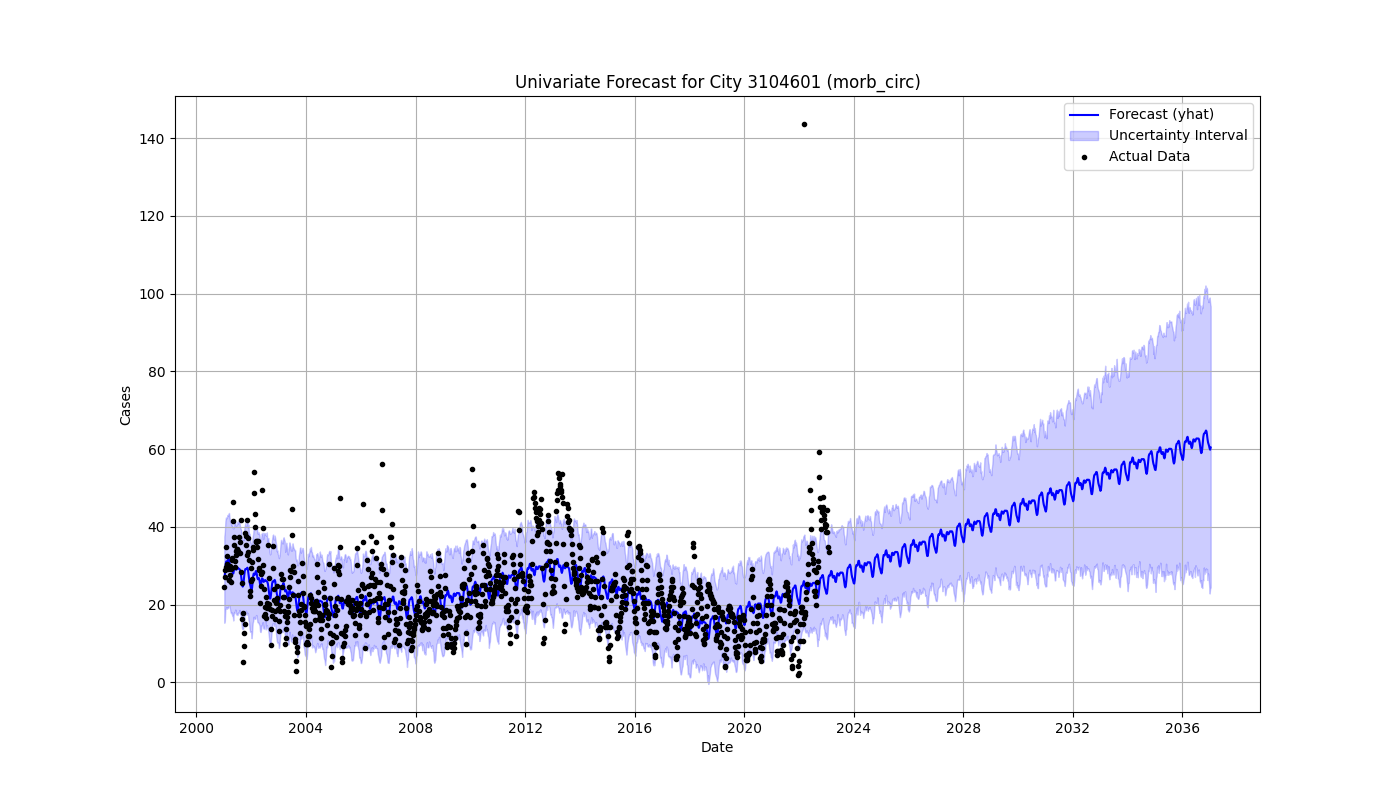 Univariate Forecast for City 3104601 (morb_circ)
Forecast (yhat)
Uncertainty Interval
Actual Data
140
120
100
80
60
40
20
0
Cases
2000 2004 2008 2012 2016 2020 2024 2028 2032 2036
Date